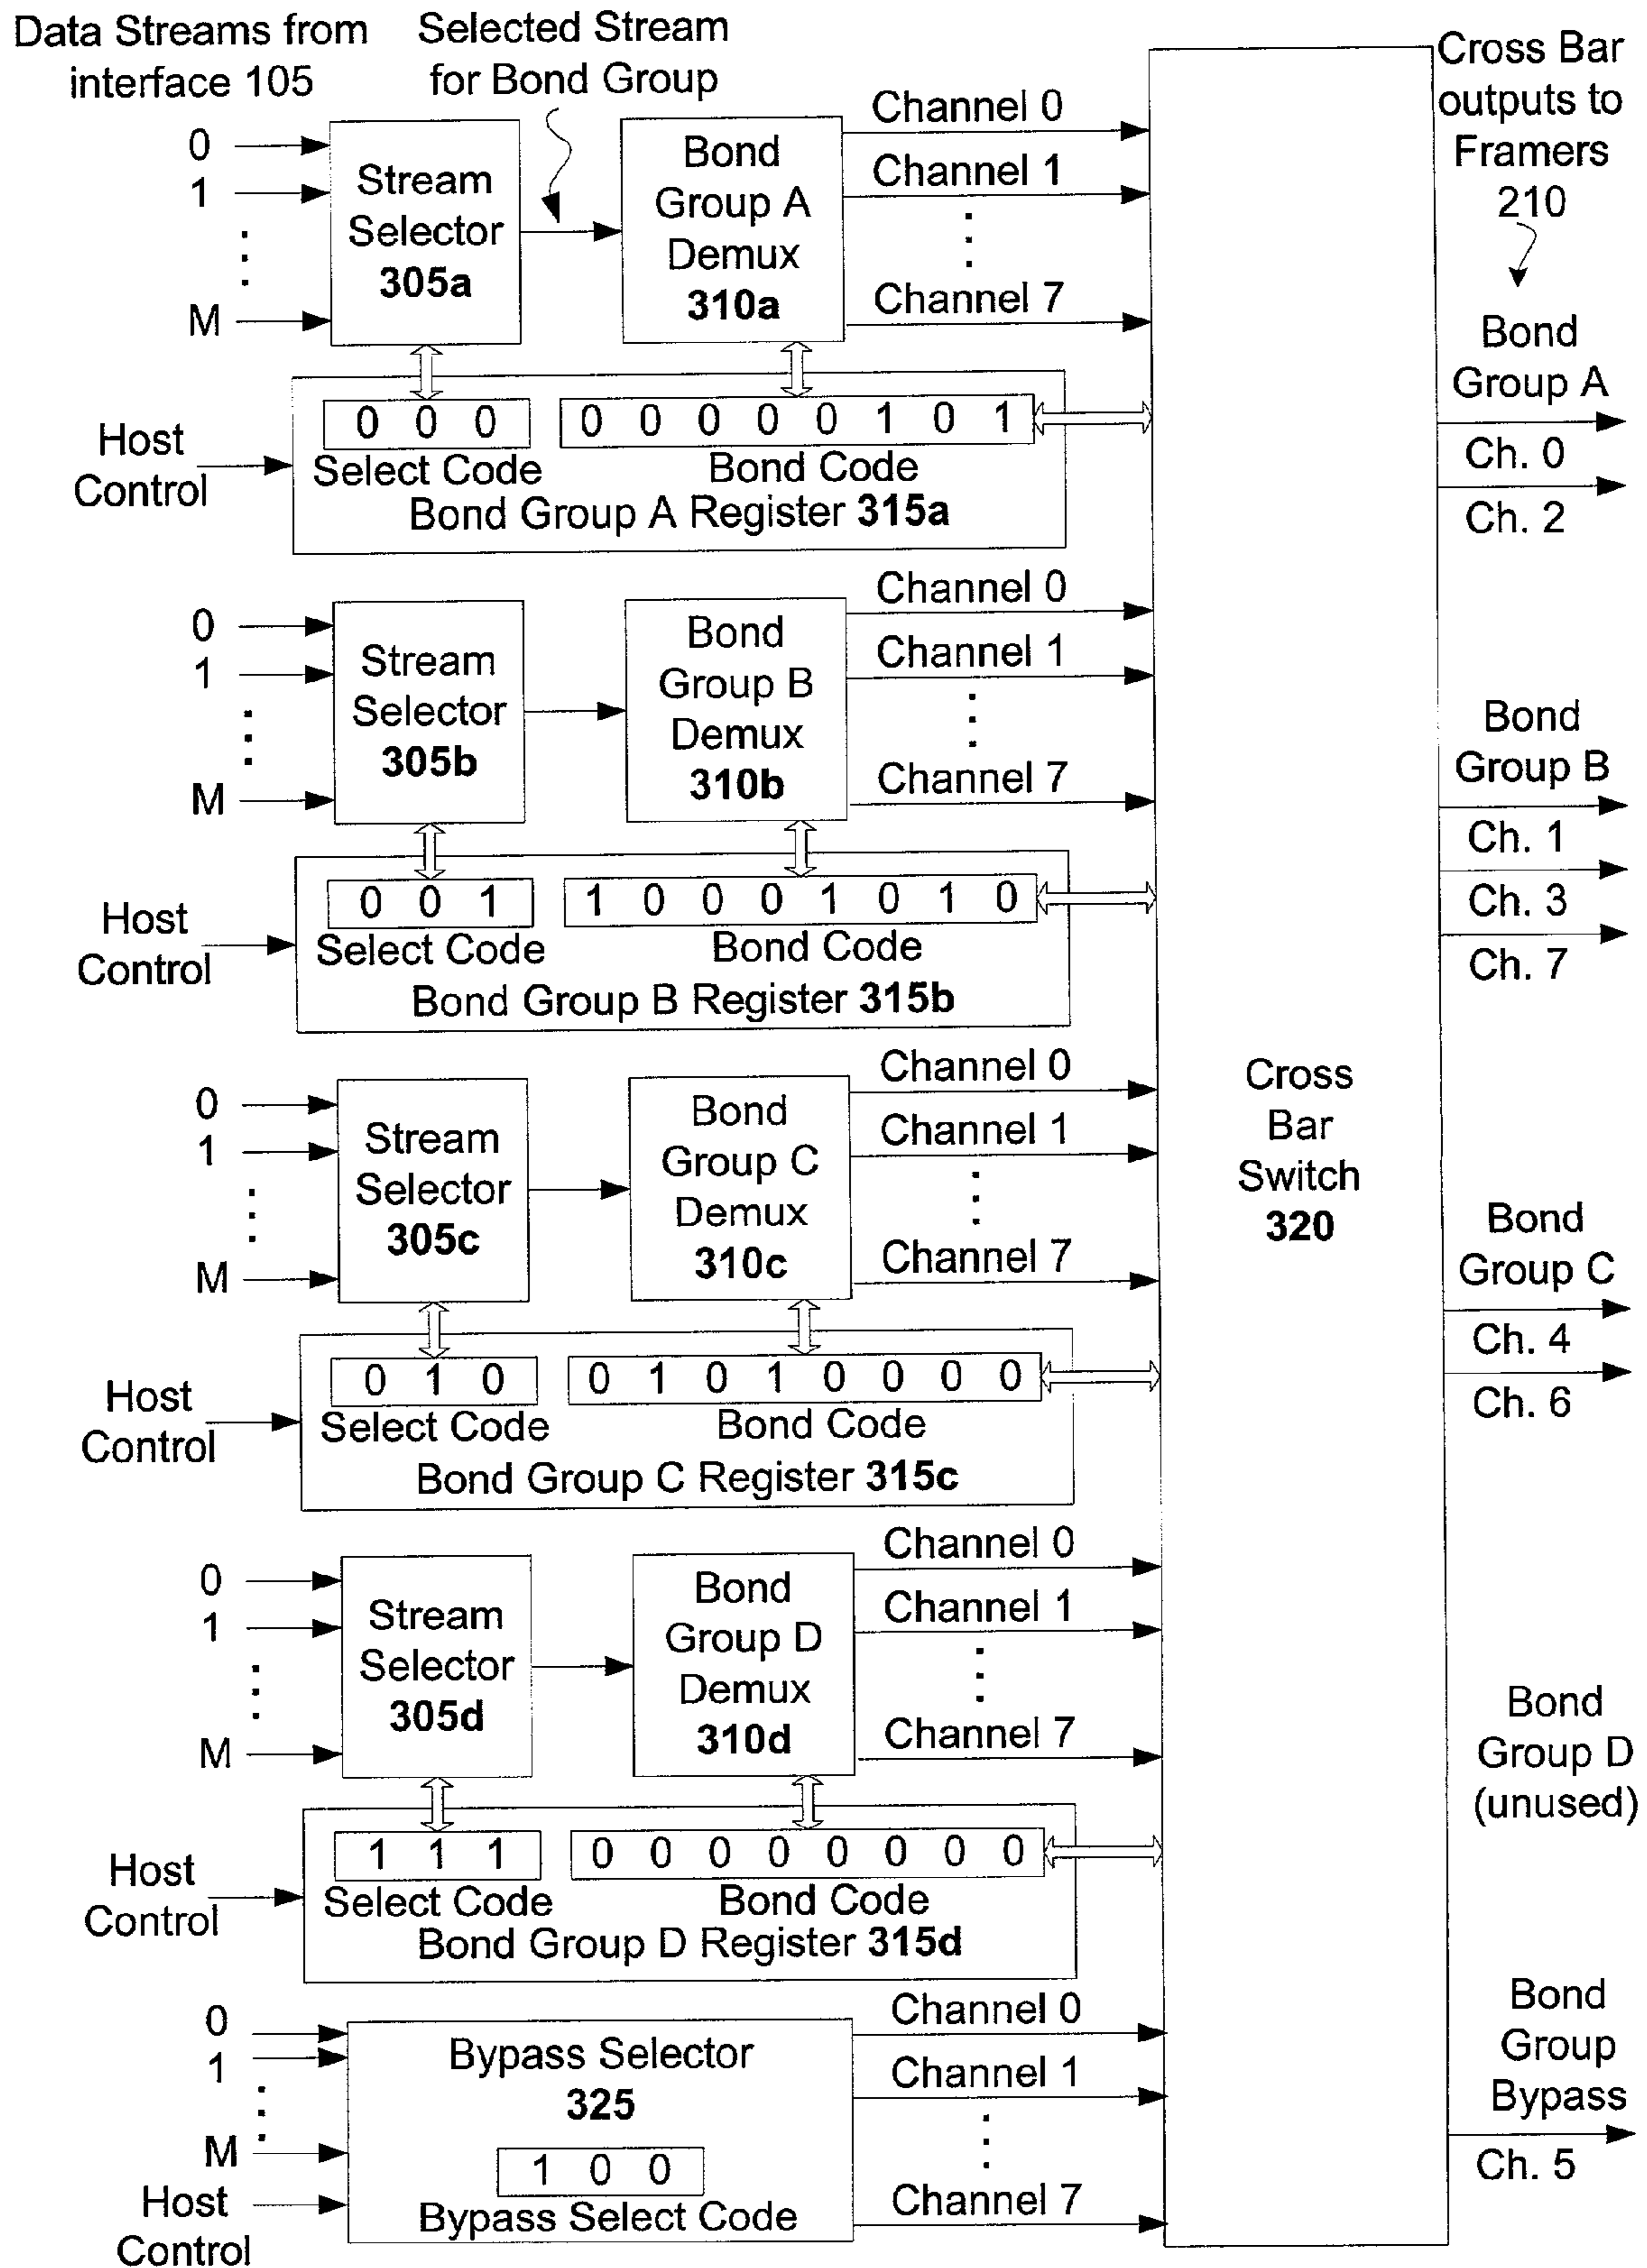 Data Streams from
interface 105
Selected Stream
for Bond Group
Cross Bar
outputs to
Framers
210
0
1
M
Stream
Selector
305a
Bond
Group A
Demux
310a
Channel 0
Channel 1
Channel 7
Host
Control
0 0 0
Select Code
0 0 0 0 0 1 0 1
Bond Code
Bond Group A Register 315a
Bond
Group A
Ch. 0
Ch. 2
0
1
M
Stream
Selector
305b
Bond
Group B
Demux
310b
Channel 0
Channel 1
Channel 7
Host
Control
0 0 1
Select Code
1 0 0 0 1 0 1 0
Bond Code
Bond Group B Register 315b
Bond
Group B
Ch. 1
Ch. 3
Ch. 7
0
1
M
Stream
Selector
305c
Bond
Group C
Demux
310c
Channel 0
Channel 1
Channel 7
Cross
Bar
Switch
320
Host
Control
0 1 0
Select Code
0 1 0 1 0 0 0 0
Bond Code
Bond Group C Register 315c
Bond
Group C
Ch. 4
Ch. 6
0
1
M
Stream
Selector
305d
Bond
Group D
Demux
310d
Channel 0
Channel 1
Channel 7
Host
Control
1 1 1
Select Code
0 0 0 0 0 0 0 0
Bond Code
Bond Group D Register 315d
Bond
Group D
(unused)
0
1
M
Host
Control
Bypass Selector
325
1 0 0
Bypass Select Code
Channel 0
Channel 1
Channel 7
Bond
Group
Bypass
Ch. 5